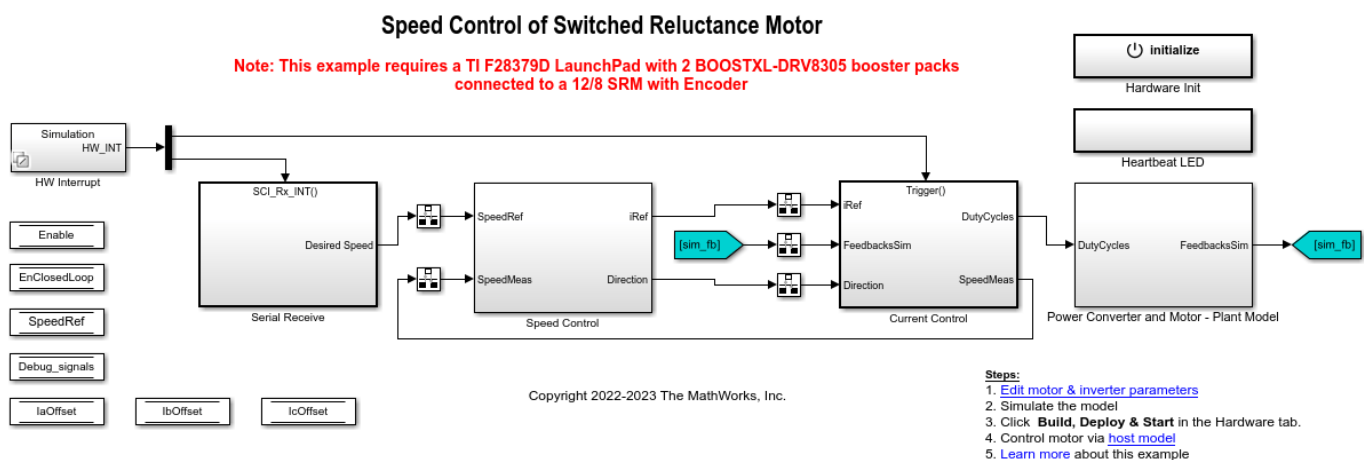 Speed Control of Switched Reluctance Motor
Note: This example requires a TI F28379D LaunchPad with 2 BOOSTXL-DRV8305 booster packs
connected to a 12/8 SRM with Encoder
initialize
Hardware Init
Heartbeat LED
Simulation
HW_INT
HW Interrupt
SCI_Rx_INT()
Desired Speed
Serial Receive
SpeedRef
iRef
SpeedMeas
Direction
Speed Control
[sim_fb]
Trigger()
iRef
DutyCycles
FeedbacksSim
SpeedMeas
Direction
Current Control
DutyCycles
FeedbacksSim
Power Converter and Motor - Plant Model
[sim_fb]
Enable
EnClosedLoop
SpeedRef
Debug_signals
IaOffset
IbOffset
IcOffset
Copyright 2022-2023 The MathWorks, Inc.
Steps:
1. Edit motor & inverter parameters
2. Simulate the model
3. Click Build, Deploy & Start in the Hardware tab.
4. Control motor via host model
5. Learn more about this example